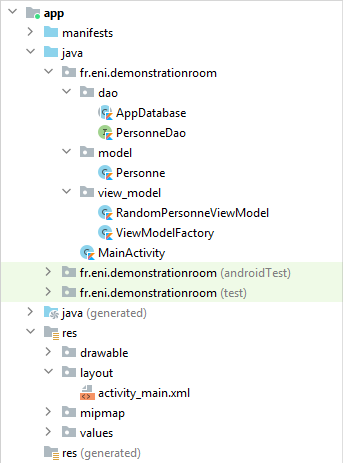 app
manifests
java
fr.eni.demonstrationroom
dao
AppDatabase
PersonneDao
model
Personne
view_model
RandomPersonneViewModel
ViewModelFactory
MainActivity
fr.eni.demonstrationroom (androidTest)
fr.eni.demonstrationroom (test)
java (generated)
res
drawable
layout
activity_main.xml
mipmap
values
res (generated)